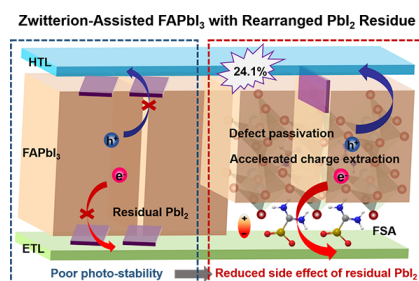 Zwitterion-Assisted FAPbI₃ with Rearranged PbI₂ Residue
HTL
24.1%
Defect passivation
h⁺
h⁺
FAPbI₃
Accelerated charge extraction
e⁻
e⁻
Residual PbI₂
FSA
+
−
ETL
Poor photo-stability
Reduced side effect of residual PbI₂